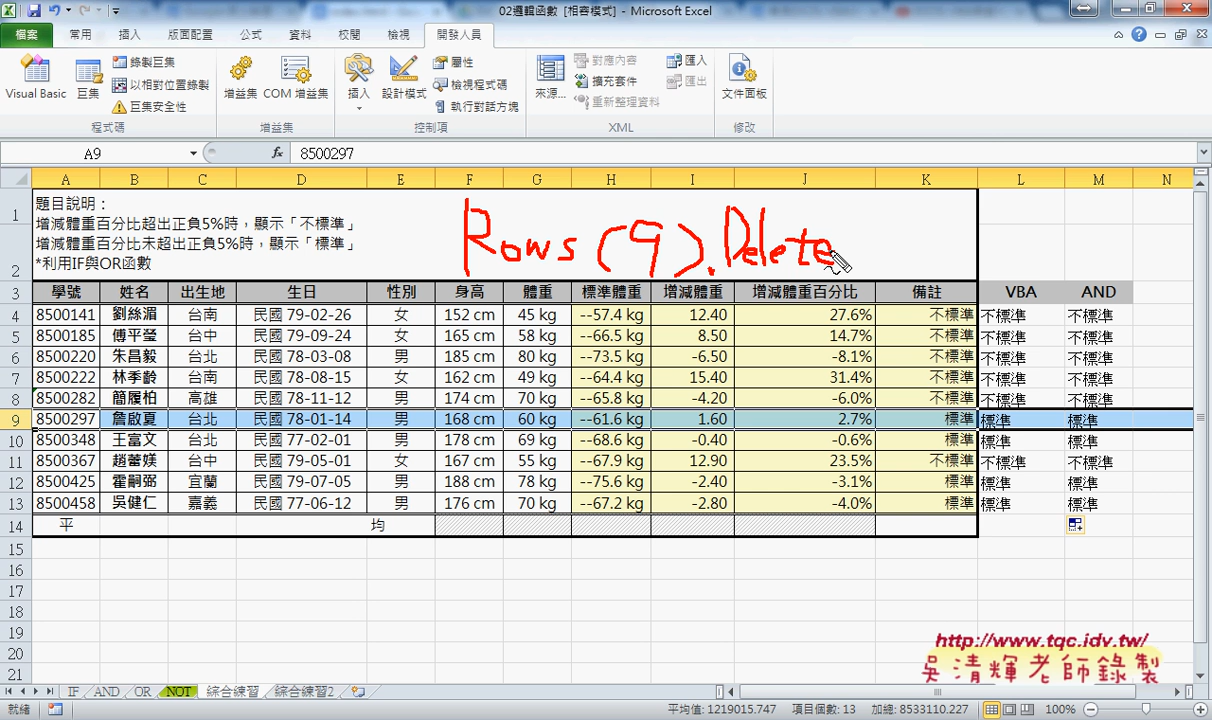 02邏輯函數 [相容模式] - Microsoft Excel
檔案 常用 插入 版面配置 公式 資料 校閱 檢視 開發人員
Visual Basic 巨集 錄製巨集 以相對位置錄製 巨集安全性 程式碼
增益集 COM 增益集 增益集
插入 設計模式 屬性 檢視程式碼 執行對話方塊 控制項
來源... 對應內容 擴充套件 重新整理資料 匯入 匯出 XML
文件面板 修改
A9 fx 8500297
A B C D E F G H I J K L M N
1 題目說明：
增減體重百分比超出正負5%時，顯示「不標準」
增減體重百分比未超出正負5%時，顯示「標準」
2 *利用IF與OR函數
Rows (9).Delete
3 學號 姓名 出生地 生日 性別 身高 體重 標準體重 增減體重 增減體重百分比 備註 VBA AND
4 8500141 劉絲湄 台南 民國 79-02-26 女 152 cm 45 kg --57.4 kg 12.40 27.6% 不標準 不標準 不標準
5 8500185 傅平瑩 台中 民國 79-09-24 女 165 cm 58 kg --66.5 kg 8.50 14.7% 不標準 不標準 不標準
6 8500220 朱昌毅 台北 民國 78-03-08 男 185 cm 80 kg --73.5 kg -6.50 -8.1% 不標準 不標準 不標準
7 8500222 林季齡 台南 民國 78-08-15 女 162 cm 49 kg --64.4 kg 15.40 31.4% 不標準 不標準 不標準
8 8500282 簡履柏 高雄 民國 78-11-12 男 174 cm 70 kg --65.8 kg -4.20 -6.0% 不標準 不標準 不標準
9 8500297 詹啟夏 台北 民國 78-01-14 男 168 cm 60 kg --61.6 kg 1.60 2.7% 標準 標準 標準
10 8500348 王富文 台北 民國 77-02-01 男 178 cm 69 kg --68.6 kg -0.40 -0.6% 標準 標準 標準
11 8500367 趙蕾媄 台中 民國 79-05-01 女 167 cm 55 kg --67.9 kg 12.90 23.5% 不標準 不標準 不標準
12 8500425 霍嗣弼 宜蘭 民國 79-07-05 男 188 cm 78 kg --75.6 kg -2.40 -3.1% 標準 標準 標準
13 8500458 吳健仁 嘉義 民國 77-06-12 男 176 cm 70 kg --67.2 kg -2.80 -4.0% 標準 標準 標準
14 平 均
15
16
17
18
19
20
21
http://www.tqc.idv.tw/
吳清輝老師錄製
IF AND OR NOT 綜合練習 綜合練習2
就緒 平均值: 1219015.747 項目個數: 13 加總: 8533110.227 100%